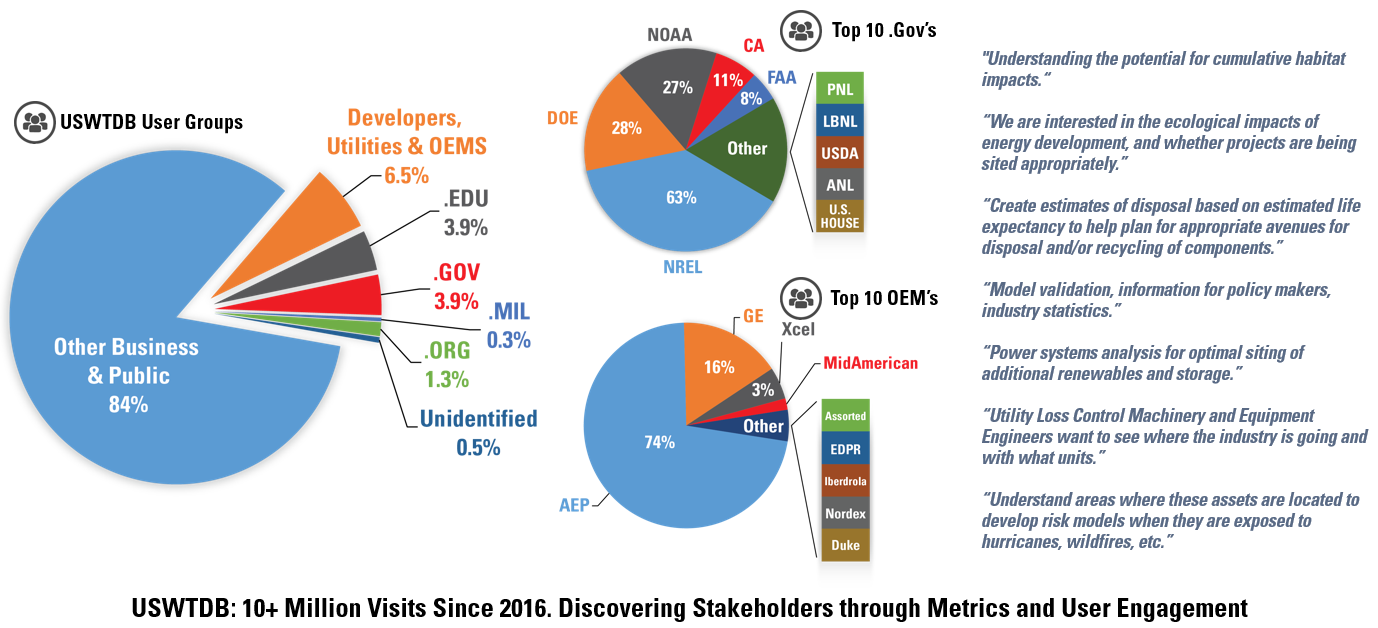 USWTDB User Groups
Developers,
Utilities & OEMS
6.5%
.EDU
3.9%
.GOV
3.9%
.MIL
0.3%
.ORG
1.3%
Unidentified
0.5%
Other Business
& Public
84%
Top 10 .Gov's
NOAA
27%
CA
11%
FAA
8%
DOE
28%
Other
63%
NREL
PNL
LBNL
USDA
ANL
U.S.
HOUSE
Top 10 OEM's
GE
16%
Xcel
3%
MidAmerican
Other
74%
AEP
Assorted
EDPR
Iberdrola
Nordex
Duke
"Understanding the potential for cumulative habitat
impacts.“
“We are interested in the ecological impacts of
energy development, and whether projects are being
sited appropriately.”
“Create estimates of disposal based on estimated life
expectancy to help plan for appropriate avenues for
disposal and/or recycling of components.”
“Model validation, information for policy makers,
industry statistics.”
“Power systems analysis for optimal siting of
additional renewables and storage.”
“Utility Loss Control Machinery and Equipment
Engineers want to see where the industry is going and
with what units.”
“Understand areas where these assets are located to
develop risk models when they are exposed to
hurricanes, wildfires, etc.”
USWTDB: 10+ Million Visits Since 2016. Discovering Stakeholders through Metrics and User Engagement